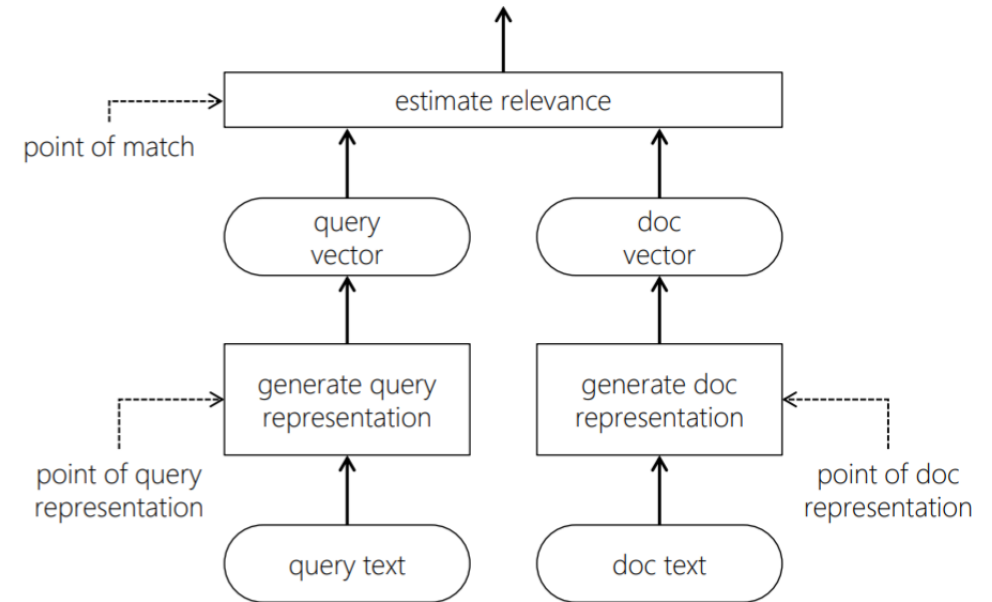 estimate relevance
point of match
query
vector
doc
vector
generate query
representation
generate doc
representation
point of query
representation
point of doc
representation
query text
doc text